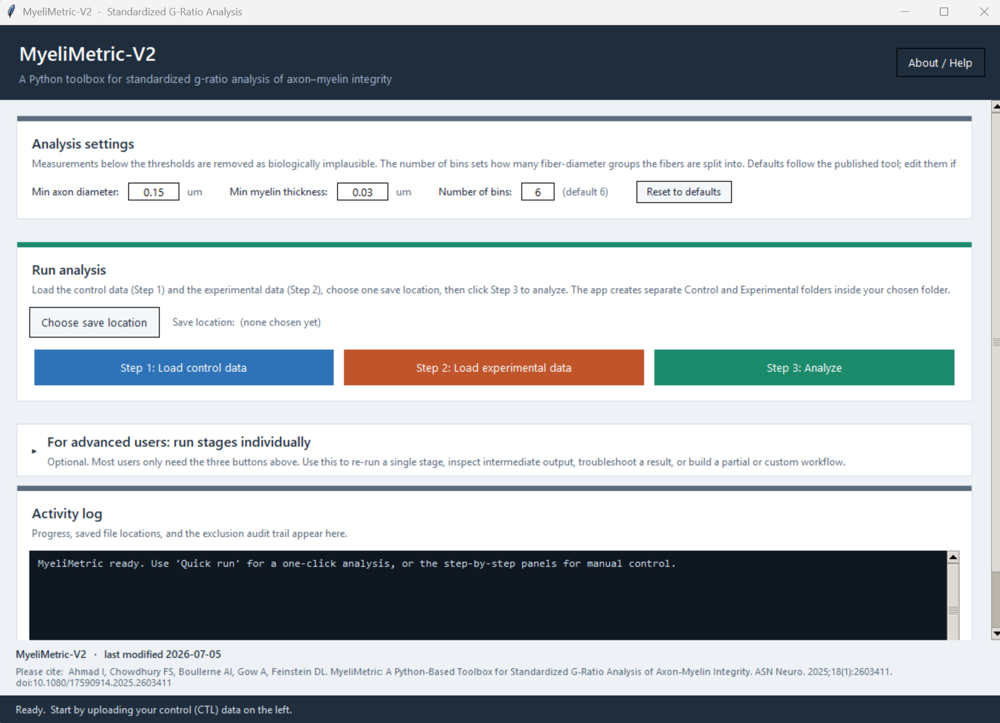 MyeliMetric-V2 - Standardized G-Ratio Analysis
MyeliMetric-V2
A Python toolbox for standardized g-ratio analysis of axon–myelin integrity
About / Help
Analysis settings
Measurements below the thresholds are removed as biologically implausible. The number of bins sets how many fiber-diameter groups the fibers are split into. Defaults follow the published tool; edit them if
Min axon diameter: 0.15 um Min myelin thickness: 0.03 um Number of bins: 6 (default 6) Reset to defaults
Run analysis
Load the control data (Step 1) and the experimental data (Step 2), choose one save location, then click Step 3 to analyze. The app creates separate Control and Experimental folders inside your chosen folder.
Choose save location Save location: (none chosen yet)
Step 1: Load control data Step 2: Load experimental data Step 3: Analyze
For advanced users: run stages individually
Optional. Most users only need the three buttons above. Use this to re-run a single stage, inspect intermediate output, troubleshoot a result, or build a partial or custom workflow.
Activity log
Progress, saved file locations, and the exclusion audit trail appear here.
MyeliMetric ready. Use 'Quick run' for a one-click analysis, or the step-by-step panels for manual control.
MyeliMetric-V2 · last modified 2026-07-05
Please cite: Ahmad I, Chowdhury FS, Boullerne AI, Gow A, Feinstein DL. MyeliMetric: A Python-Based Toolbox for Standardized G-Ratio Analysis of Axon-Myelin Integrity. ASN Neuro. 2025;18(1):2603411.
doi:10.1080/17590914.2025.2603411
Ready. Start by uploading your control (CTL) data on the left.